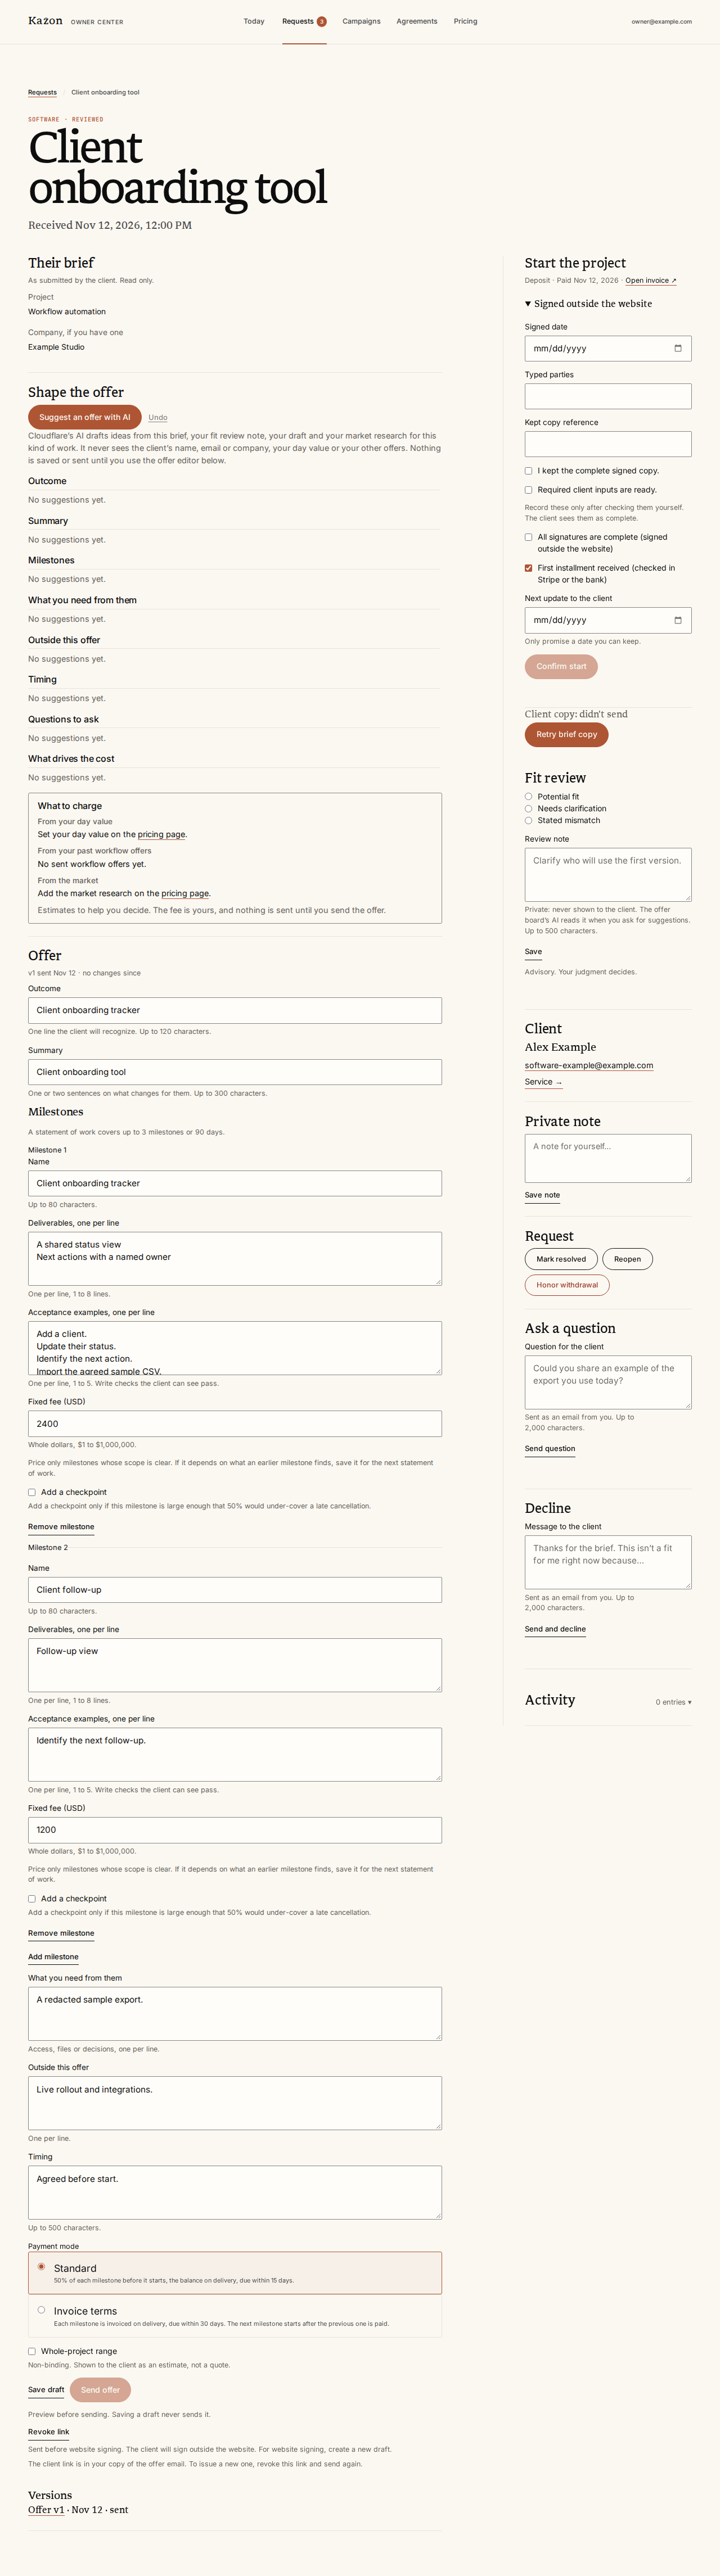 Kazon OWNER CENTER
Today
Requests 3
Campaigns
Agreements
Pricing
owner@example.com
Requests / Client onboarding tool
SOFTWARE · REVIEWED
Client
onboarding tool
Received Nov 12, 2026, 12:00 PM
Their brief
As submitted by the client. Read only.
Project
Workflow automation
Company, if you have one
Example Studio
Shape the offer
Suggest an offer with AI
Undo
Cloudflare's AI drafts ideas from this brief, your fit review note, your draft and your market research for this
kind of work. It never sees the client's name, email or company, your day value or your other offers. Nothing
is saved or sent until you use the offer editor below.
Outcome
No suggestions yet.
Summary
No suggestions yet.
Milestones
No suggestions yet.
What you need from them
No suggestions yet.
Outside this offer
No suggestions yet.
Timing
No suggestions yet.
Questions to ask
No suggestions yet.
What drives the cost
No suggestions yet.
What to charge
From your day value
Set your day value on the pricing page.
From your past workflow offers
No sent workflow offers yet.
From the market
Add the market research on the pricing page.
Estimates to help you decide. The fee is yours, and nothing is sent until you send the offer.
Offer
v1 sent Nov 12 · no changes since
Outcome
Client onboarding tracker
One line the client will recognize. Up to 120 characters.
Summary
Client onboarding tool
One or two sentences on what changes for them. Up to 300 characters.
Milestones
A statement of work covers up to 3 milestones or 90 days.
Milestone 1
Name
Client onboarding tracker
Up to 80 characters.
Deliverables, one per line
A shared status view
Next actions with a named owner
One per line, 1 to 8 lines.
Acceptance examples, one per line
Add a client.
Update their status.
Identify the next action.
Import the agreed sample CSV.
One per line, 1 to 5. Write checks the client can see pass.
Fixed fee (USD)
2400
Whole dollars, $1 to $1,000,000.
Price only milestones whose scope is clear. If it depends on what an earlier milestone finds, save it for the next statement
of work.
Add a checkpoint
Add a checkpoint only if this milestone is large enough that 50% would under-cover a late cancellation.
Remove milestone
Milestone 2
Name
Client follow-up
Up to 80 characters.
Deliverables, one per line
Follow-up view
One per line, 1 to 8 lines.
Acceptance examples, one per line
Identify the next follow-up.
One per line, 1 to 5. Write checks the client can see pass.
Fixed fee (USD)
1200
Whole dollars, $1 to $1,000,000.
Price only milestones whose scope is clear. If it depends on what an earlier milestone finds, save it for the next statement
of work.
Add a checkpoint
Add a checkpoint only if this milestone is large enough that 50% would under-cover a late cancellation.
Remove milestone
Add milestone
What you need from them
A redacted sample export.
Access, files or decisions, one per line.
Outside this offer
Live rollout and integrations.
One per line.
Timing
Agreed before start.
Up to 500 characters.
Payment mode
Standard
50% of each milestone before it starts, the balance on delivery, due within 15 days.
Invoice terms
Each milestone is invoiced on delivery, due within 30 days. The next milestone starts after the previous one is paid.
Whole-project range
Non-binding. Shown to the client as an estimate, not a quote.
Save draft
Send offer
Preview before sending. Saving a draft never sends it.
Revoke link
Sent before website signing. The client will sign outside the website. For website signing, create a new draft.
The client link is in your copy of the offer email. To issue a new one, revoke this link and send again.
Versions
Offer v1 · Nov 12 · sent
Start the project
Deposit · Paid Nov 12, 2026 · Open invoice ↗
▼ Signed outside the website
Signed date
mm/dd/yyyy
Typed parties
Kept copy reference
I kept the complete signed copy.
Required client inputs are ready.
Record these only after checking them yourself.
The client sees them as complete.
All signatures are complete (signed
outside the website)
First installment received (checked in
Stripe or the bank)
Next update to the client
mm/dd/yyyy
Only promise a date you can keep.
Confirm start
Client copy: didn't send
Retry brief copy
Fit review
Potential fit
Needs clarification
Stated mismatch
Review note
Clarify who will use the first version.
Private: never shown to the client. The offer
board's AI reads it when you ask for suggestions.
Up to 500 characters.
Save
Advisory. Your judgment decides.
Client
Alex Example
software-example@example.com
Service →
Private note
A note for yourself…
Save note
Request
Mark resolved
Reopen
Honor withdrawal
Ask a question
Question for the client
Could you share an example of the
export you use today?
Sent as an email from you. Up to
2,000 characters.
Send question
Decline
Message to the client
Thanks for the brief. This isn't a fit
for me right now because…
Sent as an email from you. Up to
2,000 characters.
Send and decline
Activity
0 entries ▾